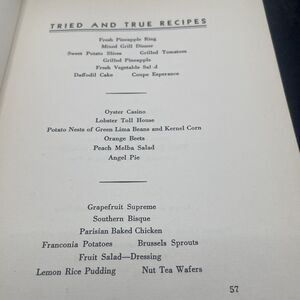 TRIED AND TRUE RECIPES
Fresh Pineapple Ring
Mixed Grill Dinner
Sweet Potato Slices Grilled Tomatoes
Grilled Pineapple
Fresh Vegetable Sal d
Daffodil Cake Coupe Esperance
Oyster Casino
Lobster Toll House
Potato Nests of Green Lima Beans and Kernel Corn
Orange Beets
Peach Melba Salad
Angel Pie
Grapefruit Supreme
Southern Bisque
Parisian Baked Chicken
Franconia Potatoes Brussels Sprouts
Fruit Salad—Dressing
Lemon Rice Pudding Nut Tea Wafers
57